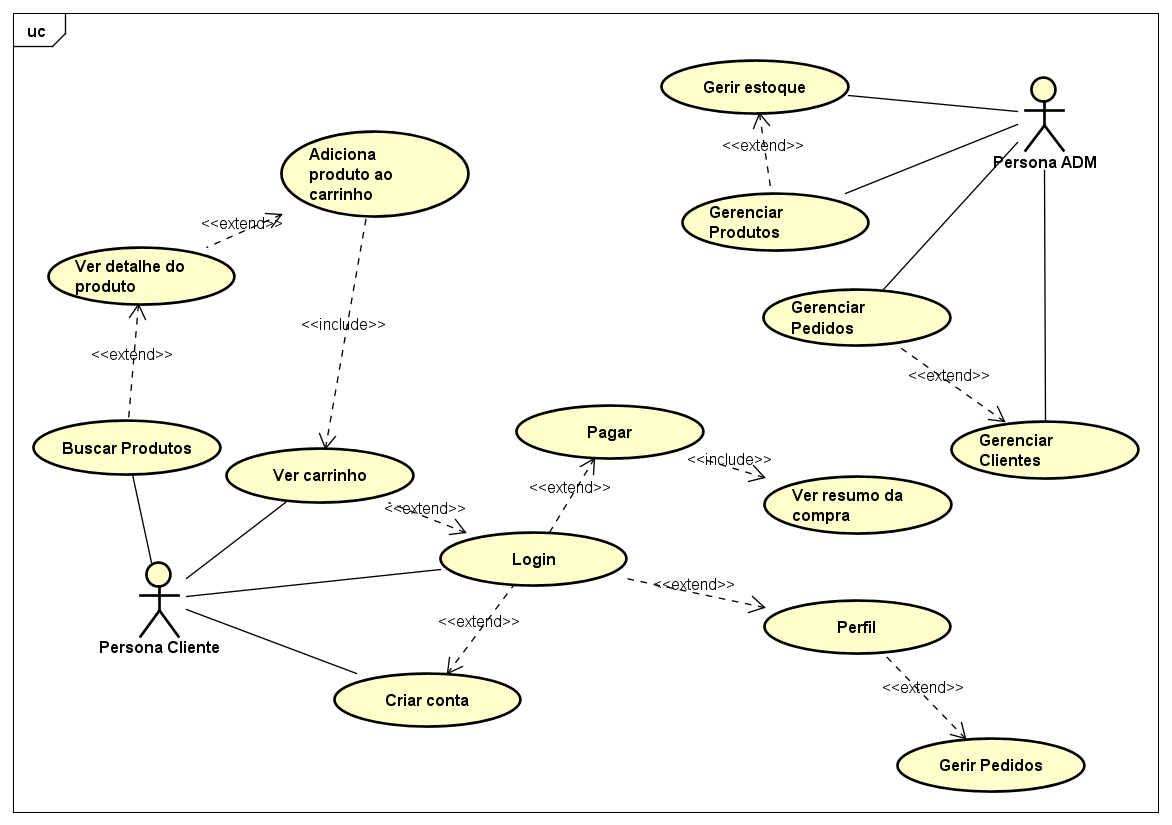 uc
Gerir estoque
<<extend>>
Persona ADM
Adiciona
produto ao
carrinho
Gerenciar
Produtos
<<extend>>
Ver detalhe do
produto
Gerenciar
Pedidos
<<include>>
<<extend>>
<<extend>>
Gerenciar
Clientes
Pagar
Buscar Produtos
<<include>>
Ver carrinho
<<extend>>
Ver resumo da
compra
<<extend>>
Login
<<extend>>
<<extend>>
Perfil
Persona Cliente
<<extend>>
Criar conta
Gerir Pedidos